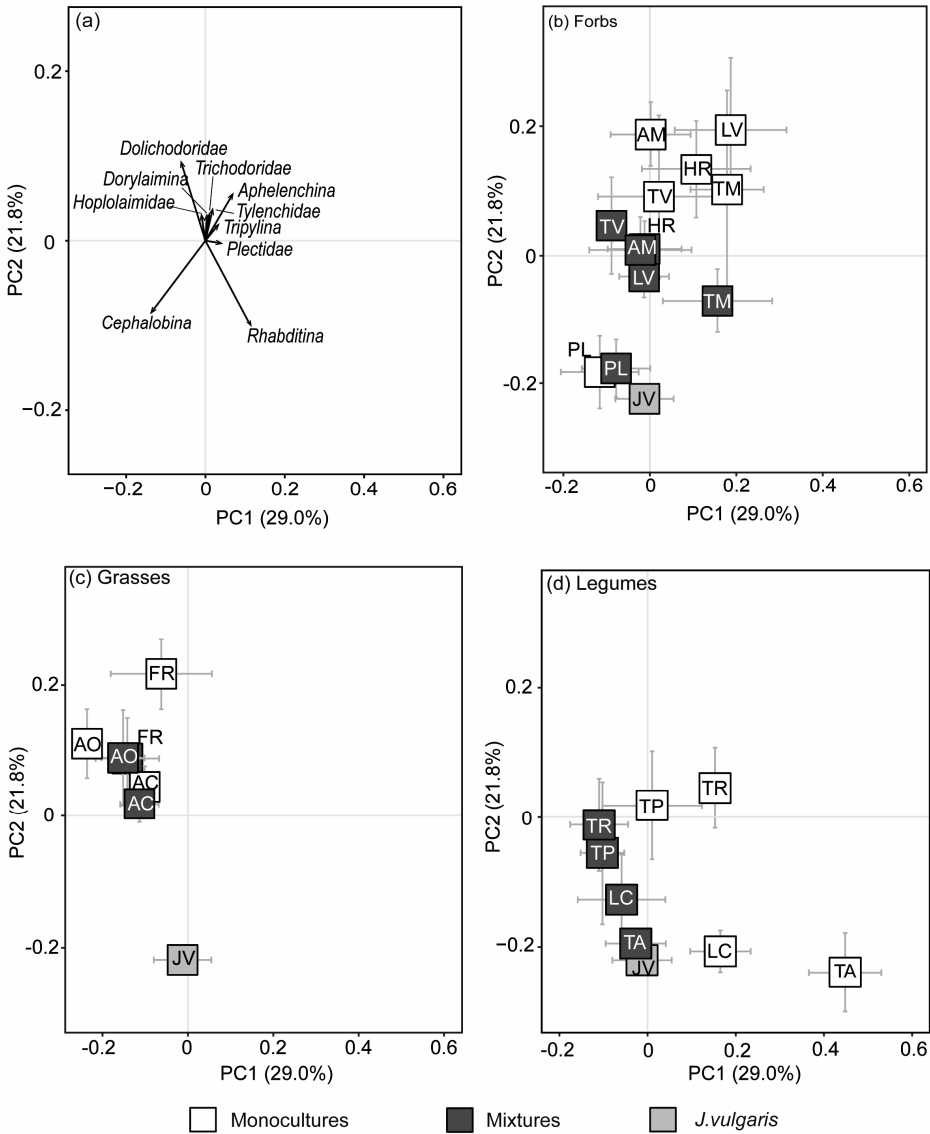 (a)
0.2
0
−0.2
−0.2 0 0.2 0.4 0.6
PC2 (21.8%)
PC1 (29.0%)
Dolichodoridae
Trichodoridae
Dorylaimina
Aphelenchina
Hoplolaimidae
Tylenchidae
Tripylina
Plectidae
Cephalobina
Rhabditina
(b) Forbs
0.2
0
−0.2
−0.2 0 0.2 0.4 0.6
PC2 (21.8%)
PC1 (29.0%)
AM
LV
HR
TM
TV
TV
HR
AM
LV
TM
PL
PL
JV
(c) Grasses
0.2
0
-0.2
-0.2 0 0.2 0.4 0.6
PC2 (21.8%)
PC1 (29.0%)
FR
AO
FR
AO
AC
AC
JV
(d) Legumes
0.2
0
−0.2
-0.2 0 0.2 0.4 0.6
PC2 (21.8%)
PC1 (29.0%)
TR
TP
TR
TP
LC
TA
JV
LC
TA
Monocultures Mixtures J.vulgaris